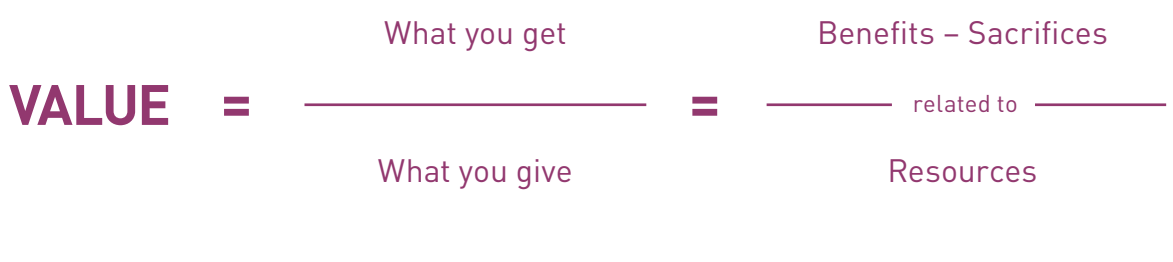 What you get
Benefits – Sacrifices
VALUE = =
related to
What you give
Resources